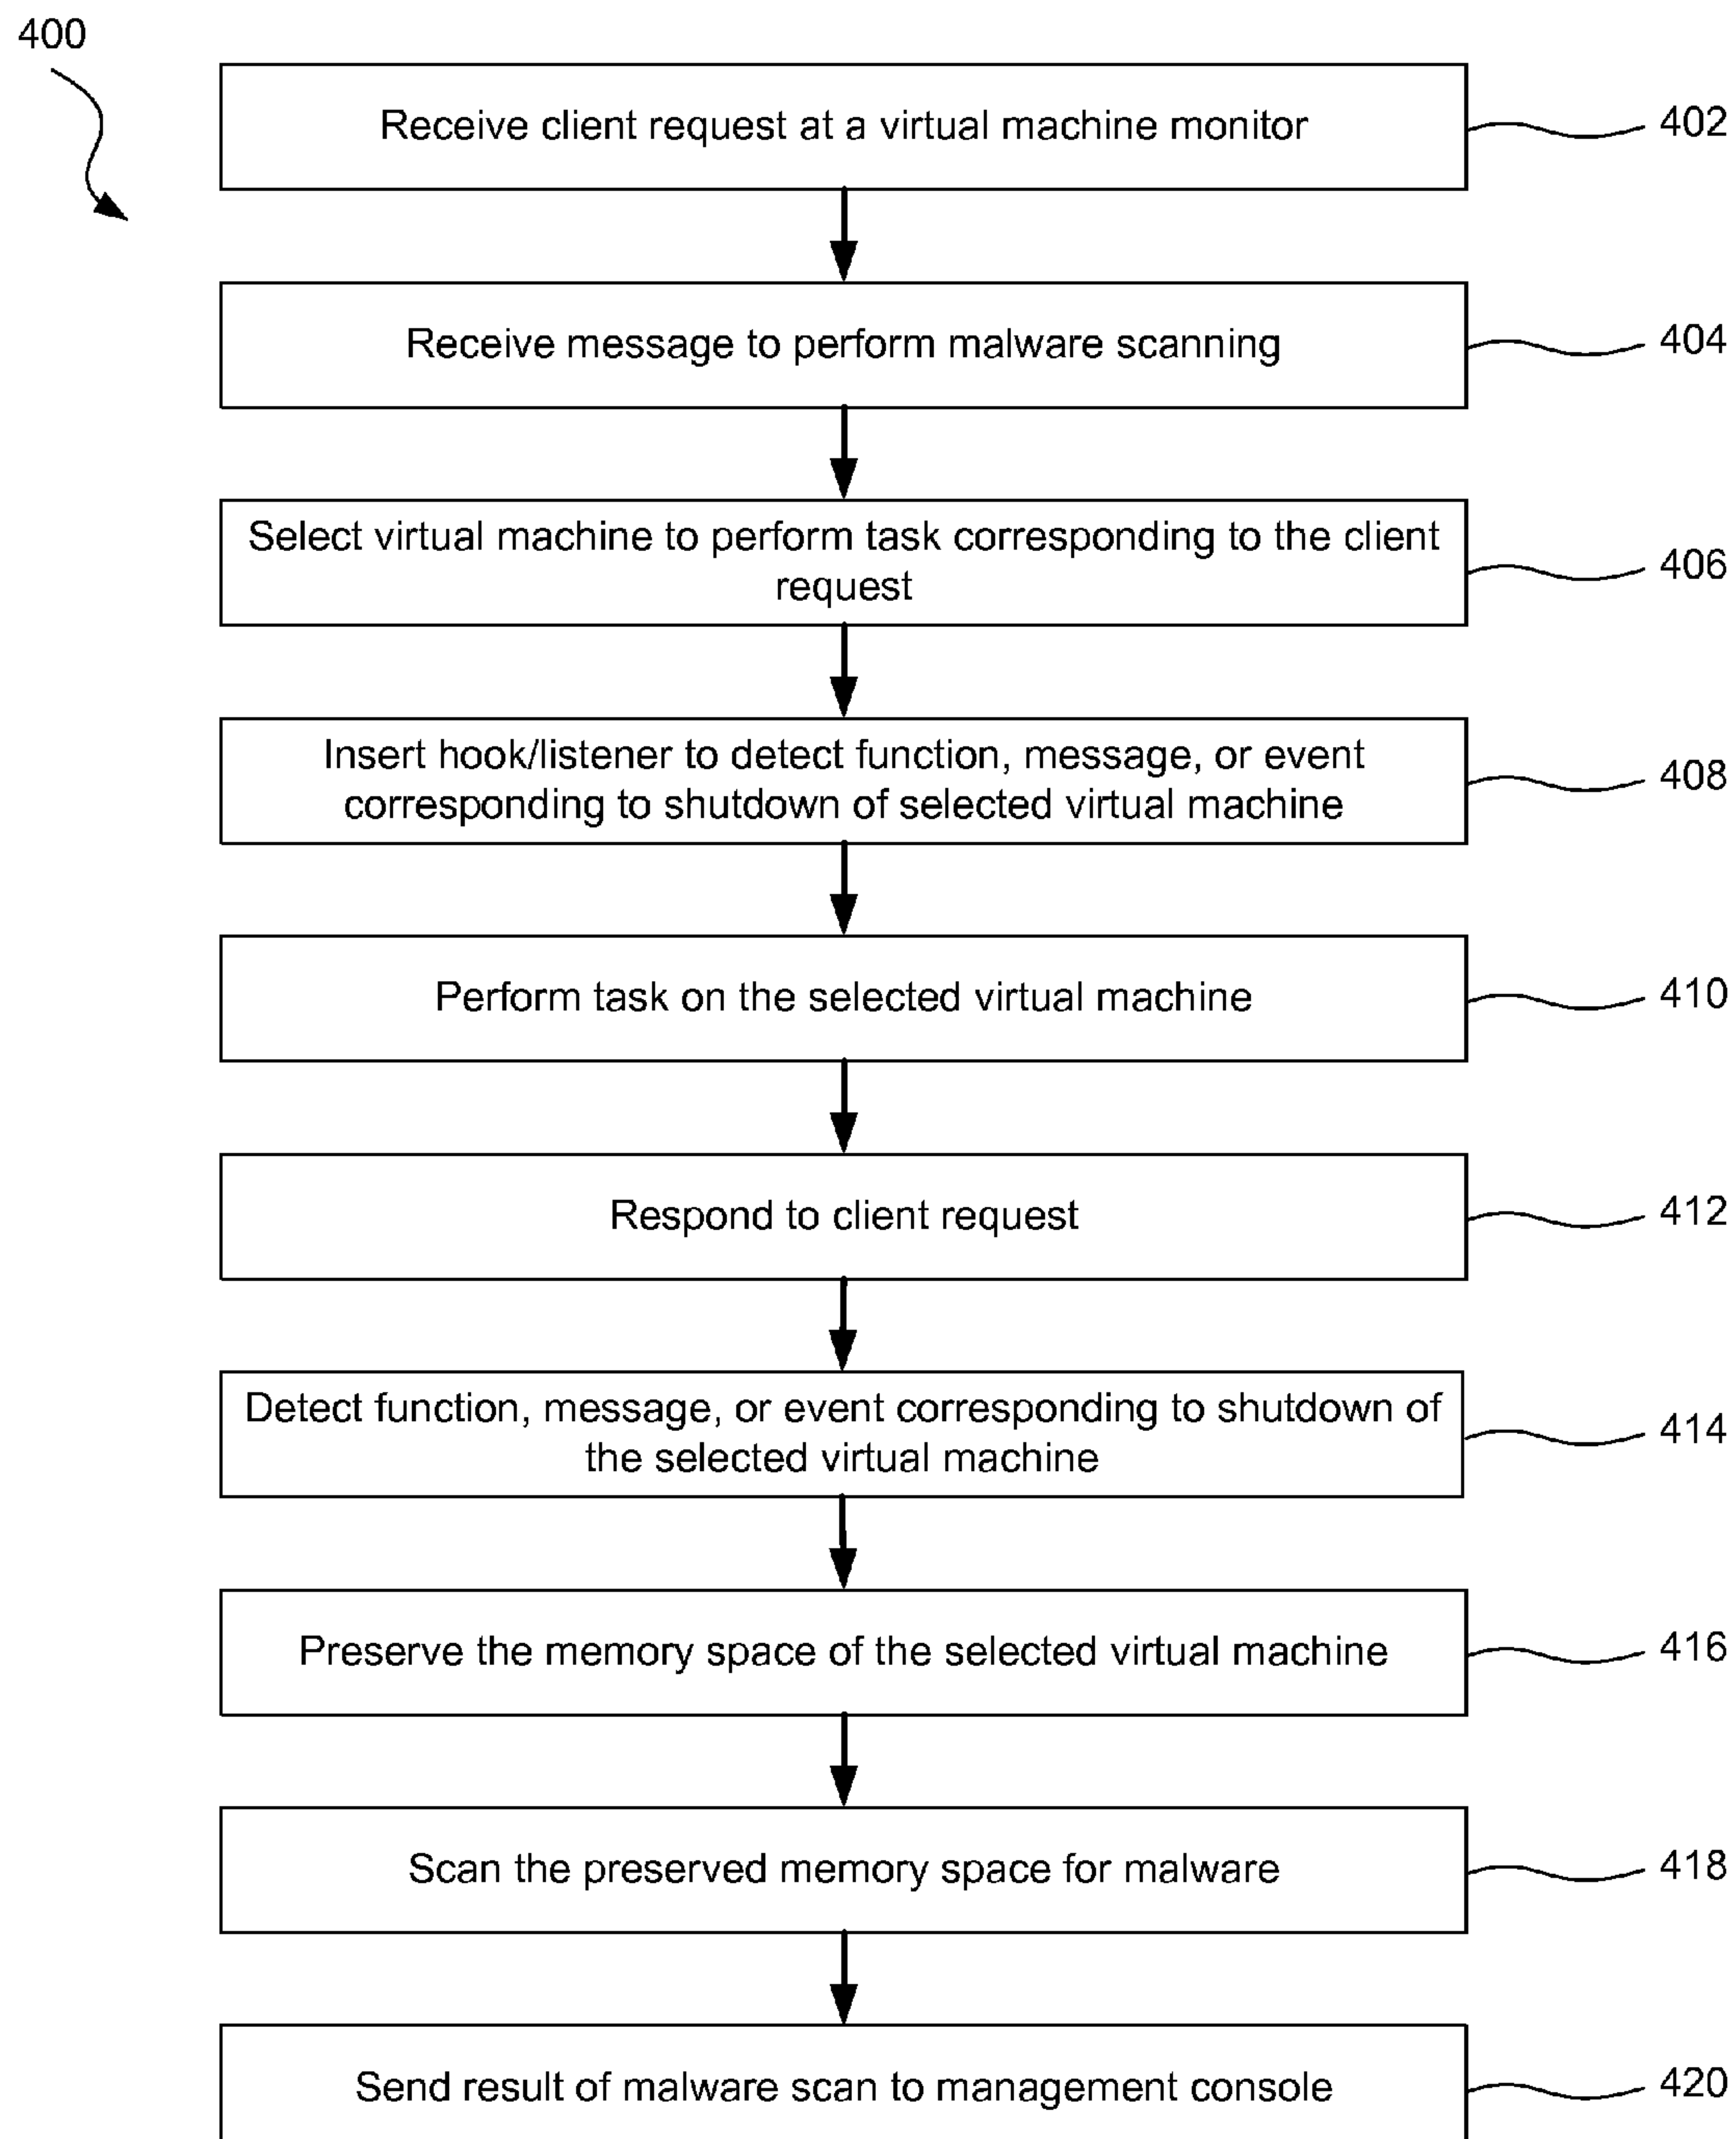 400
Receive client request at a virtual machine monitor
402
Receive message to perform malware scanning
404
Select virtual machine to perform task corresponding to the client
request
406
Insert hook/listener to detect function, message, or event
corresponding to shutdown of selected virtual machine
408
Perform task on the selected virtual machine
410
Respond to client request
412
Detect function, message, or event corresponding to shutdown of
the selected virtual machine
414
Preserve the memory space of the selected virtual machine
416
Scan the preserved memory space for malware
418
Send result of malware scan to management console
420